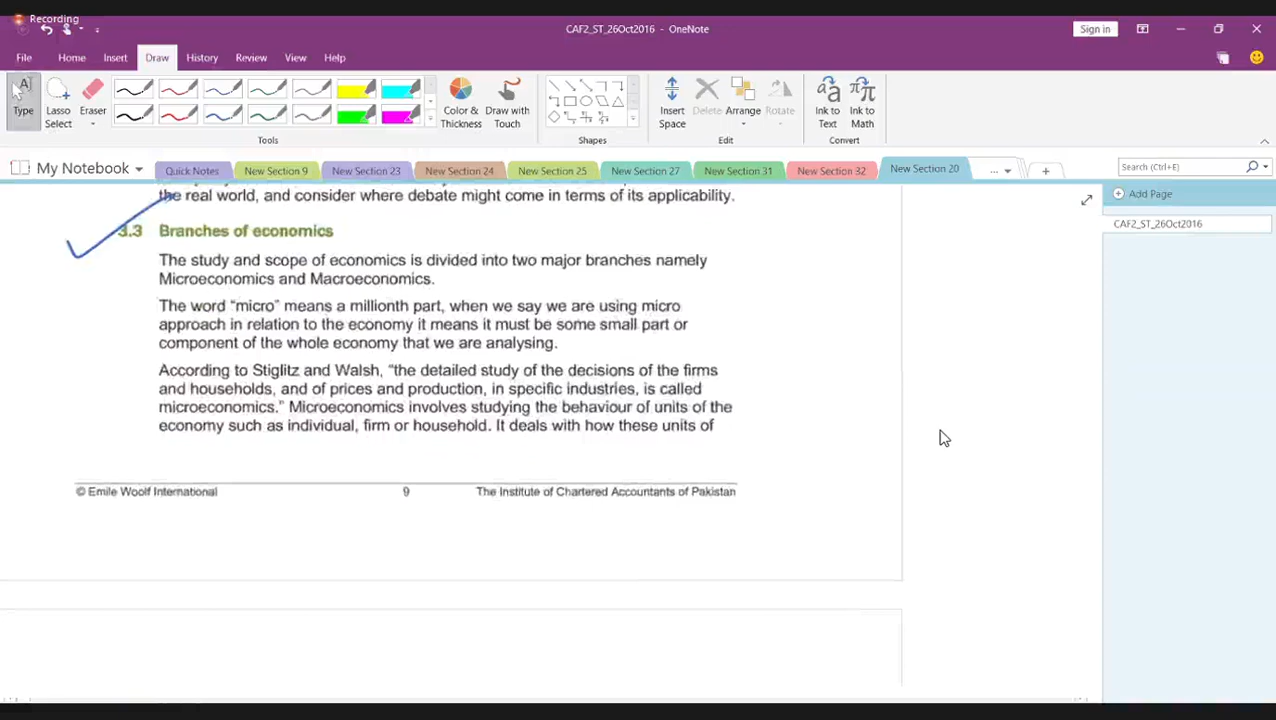 Recording
CAF2_ST_26Oct2016 - OneNote
Sign in
File Home Insert Draw History Review View Help
Type
Lasso Select
Eraser
Color & Thickness
Draw with Touch
Insert Space
Delete
Arrange
Rotate
Ink to Text
Ink to Math
Tools
Shapes
Edit
Convert
My Notebook
Quick Notes
New Section 9
New Section 23
New Section 24
New Section 25
New Section 27
New Section 31
New Section 32
New Section 20
...
Search (Ctrl+E)
Add Page
CAF2_ST_26Oct2016
the real world, and consider where debate might come in terms of its applicability.
3.3 Branches of economics
The study and scope of economics is divided into two major branches namely
Microeconomics and Macroeconomics.
The word “micro” means a millionth part, when we say we are using micro
approach in relation to the economy it means it must be some small part or
component of the whole economy that we are analysing.
According to Stiglitz and Walsh, “the detailed study of the decisions of the firms
and households, and of prices and production, in specific industries, is called
microeconomics.” Microeconomics involves studying the behaviour of units of the
economy such as individual, firm or household. It deals with how these units of
© Emile Woolf International 9 The Institute of Chartered Accountants of Pakistan